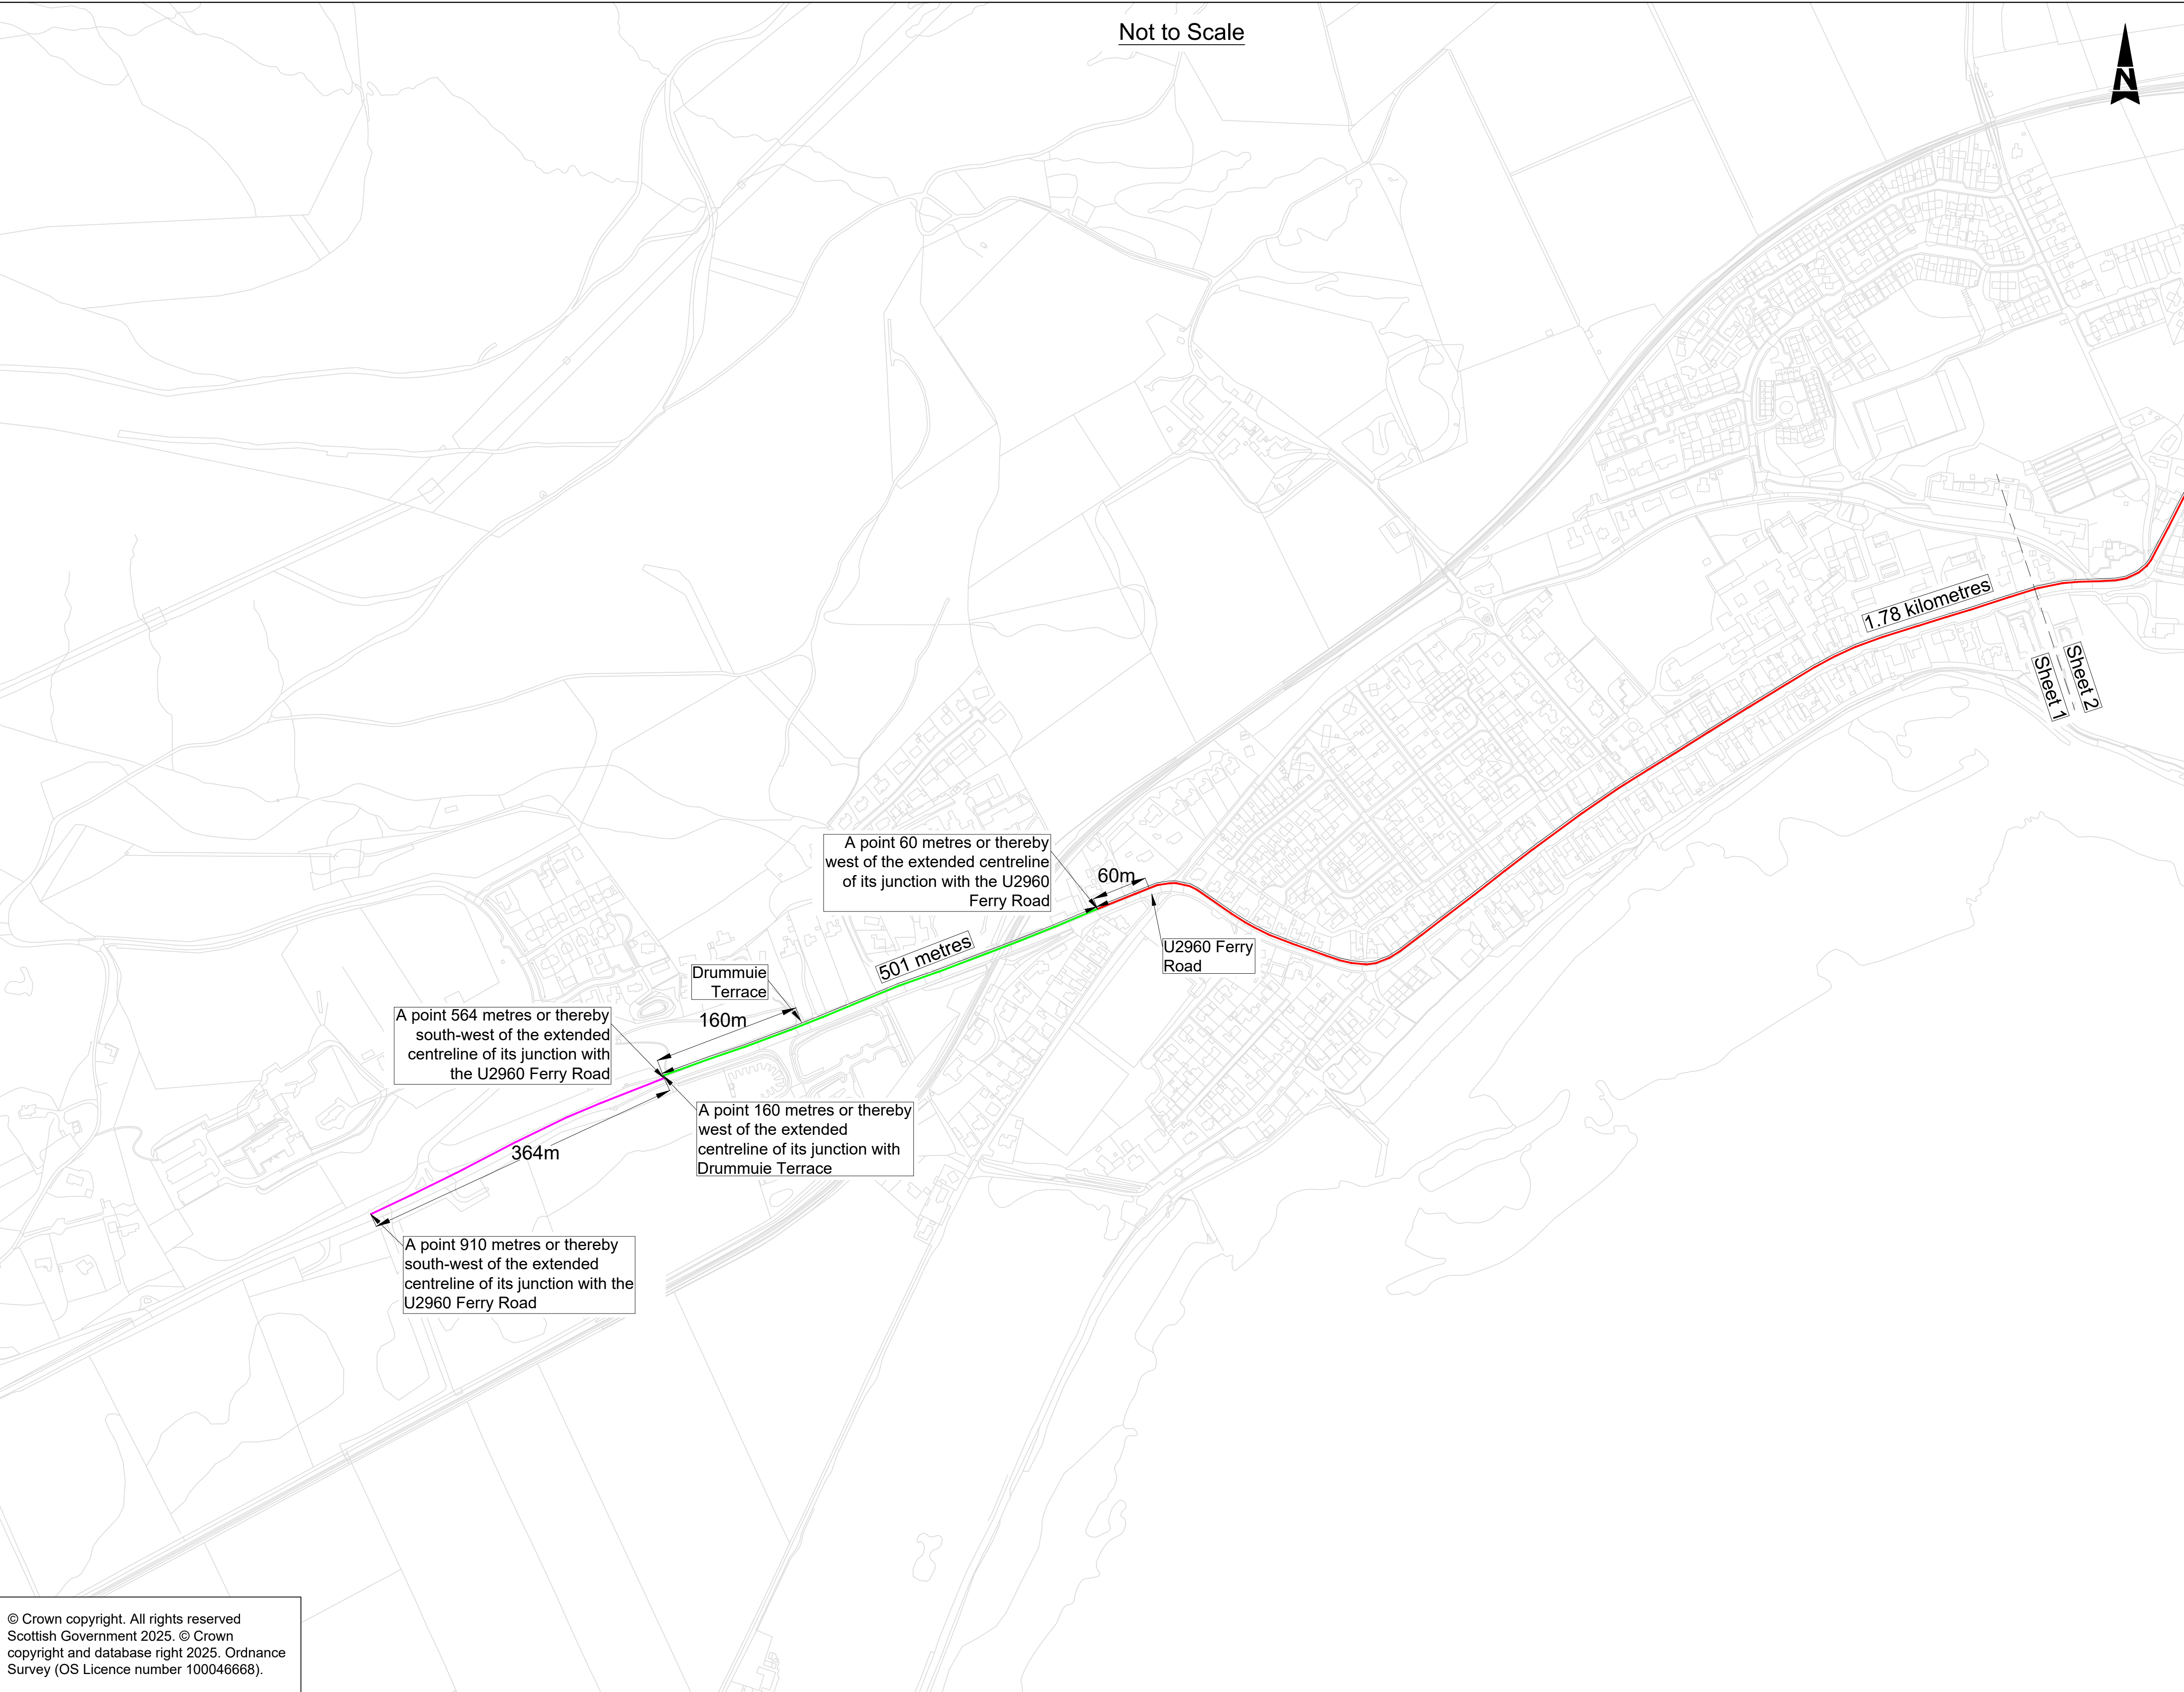 Not to Scale
N
1.78 kilometres
Sheet 1
Sheet 2
A point 60 metres or thereby
west of the extended centreline
of its junction with the U2960
Ferry Road
60m
U2960 Ferry
Road
501 metres
Drummuie
Terrace
160m
A point 564 metres or thereby
south-west of the extended
centreline of its junction with
the U2960 Ferry Road
A point 160 metres or thereby
west of the extended
centreline of its junction with
Drummuie Terrace
364m
A point 910 metres or thereby
south-west of the extended
centreline of its junction with the
U2960 Ferry Road
© Crown copyright. All rights reserved
Scottish Government 2025. © Crown
copyright and database right 2025. Ordnance
Survey (OS Licence number 100046668).